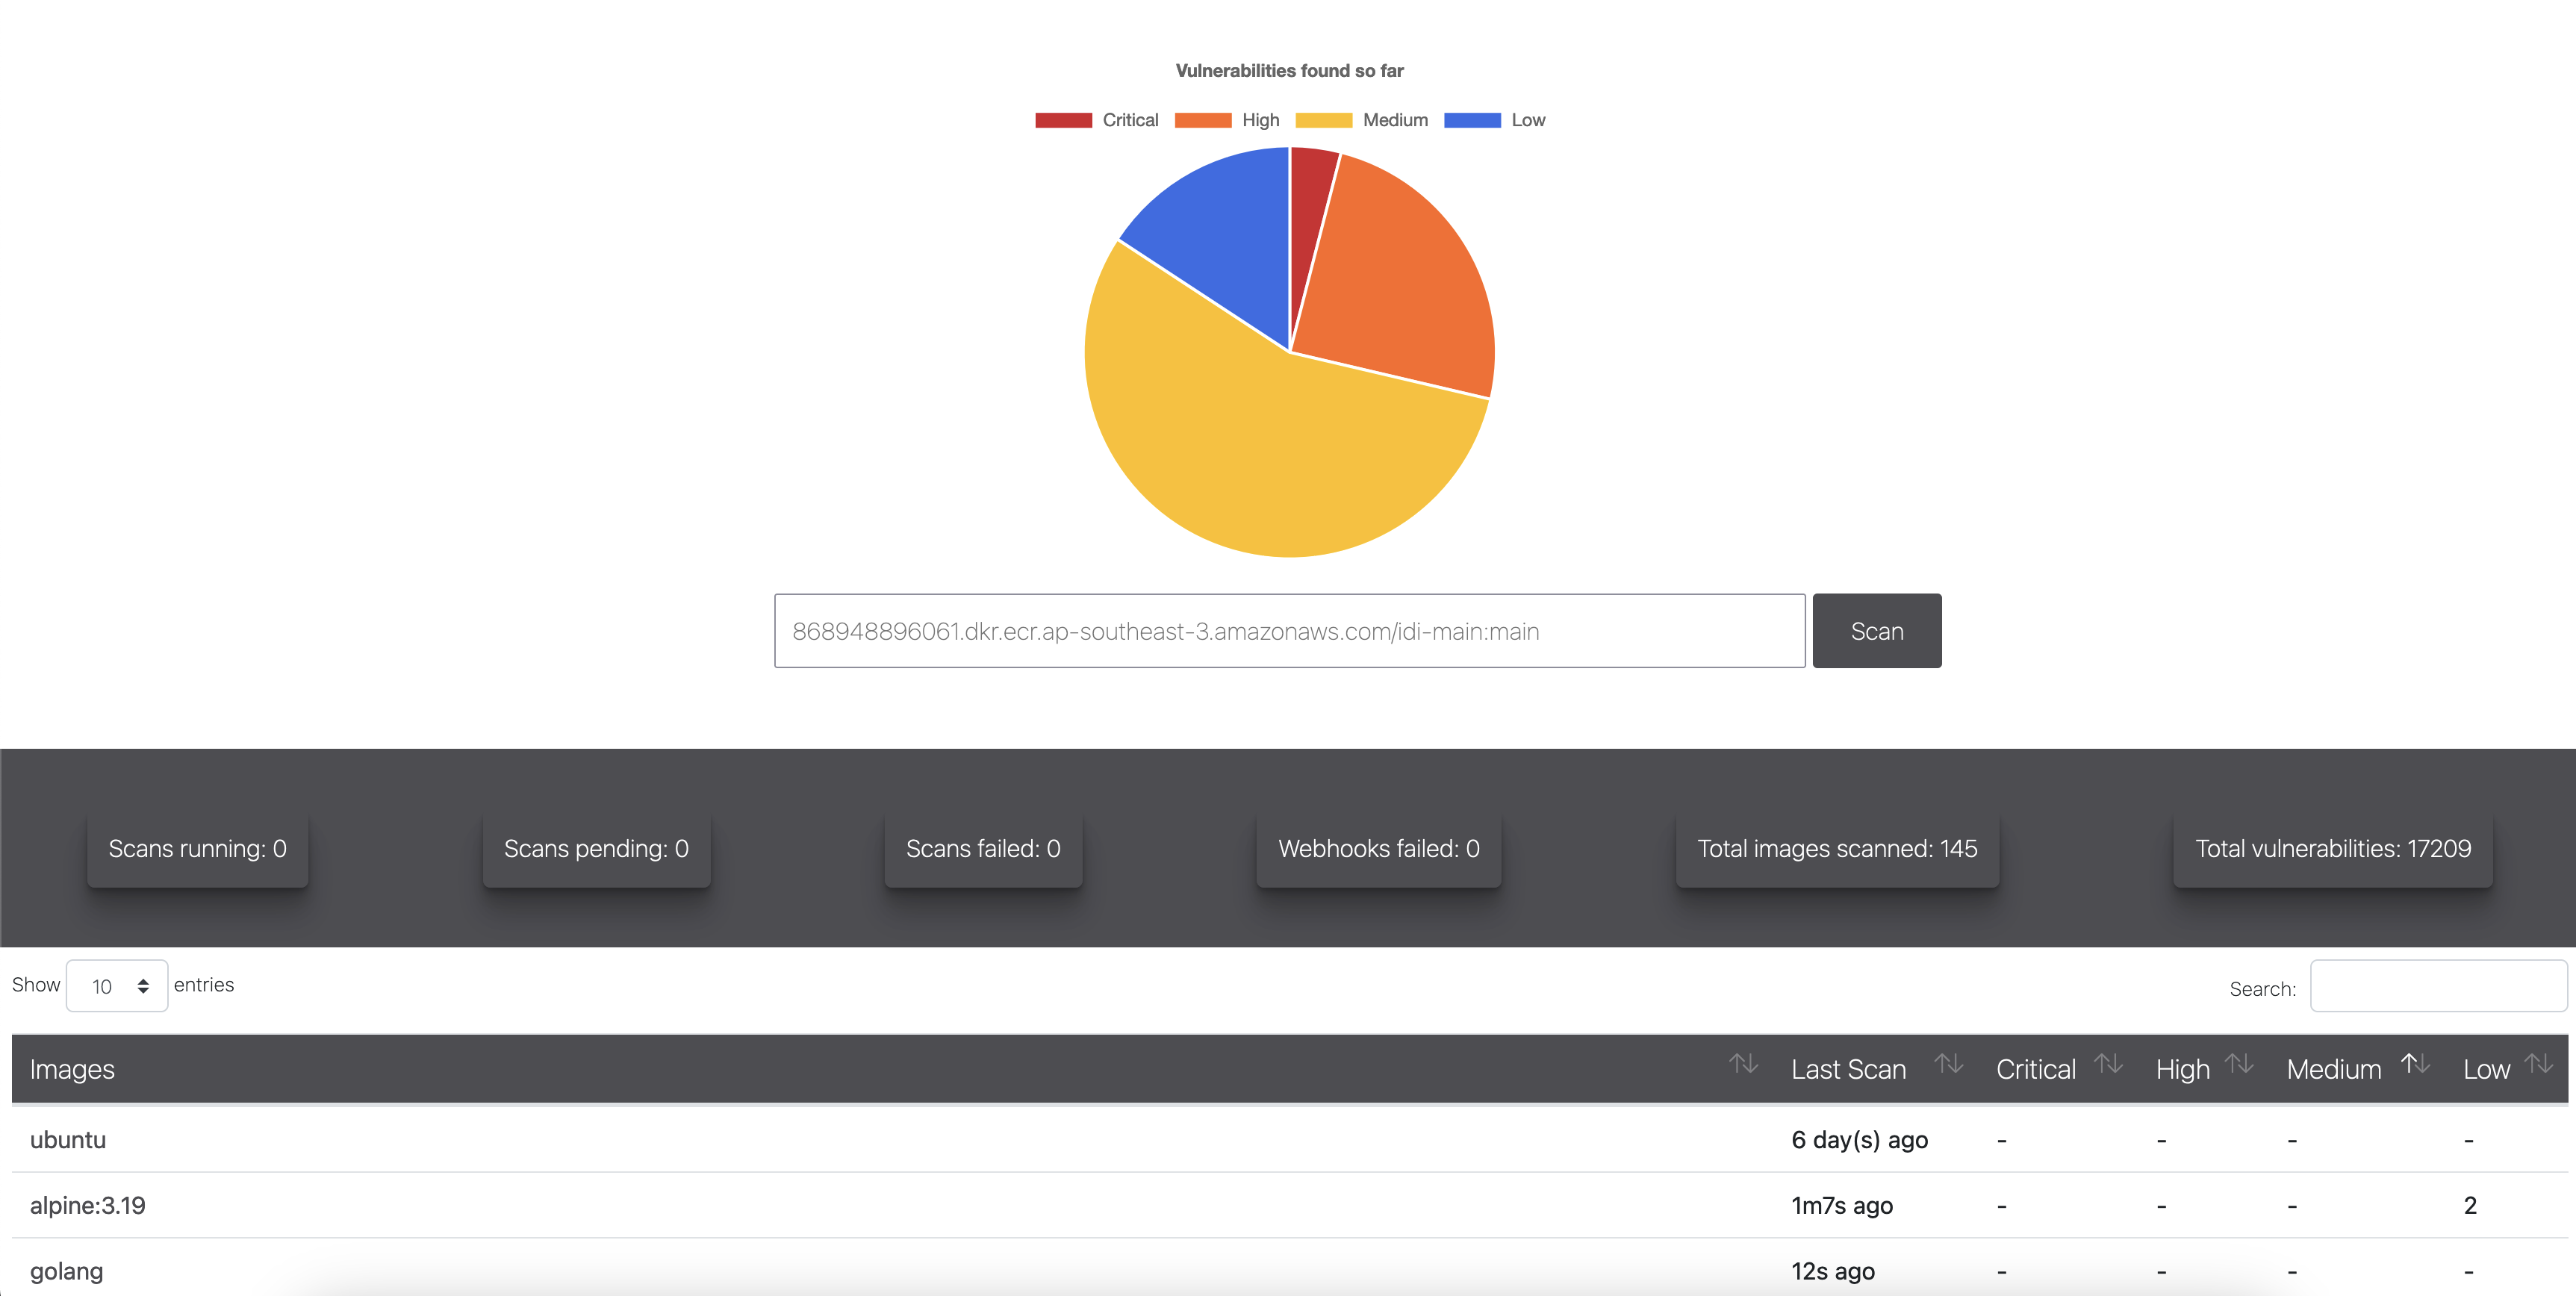 Vulnerabilities found so far
Critical High Medium Low
868948896061.dkr.ecr.ap-southeast-3.amazonaws.com/idi-main:main Scan
Scans running: 0 Scans pending: 0 Scans failed: 0 Webhooks failed: 0 Total images scanned: 145 Total vulnerabilities: 17209
Show 10 entries Search:
Images Last Scan Critical High Medium Low
ubuntu 6 day(s) ago - - - -
alpine:3.19 1m7s ago - - - 2
golang 12s ago - - - -